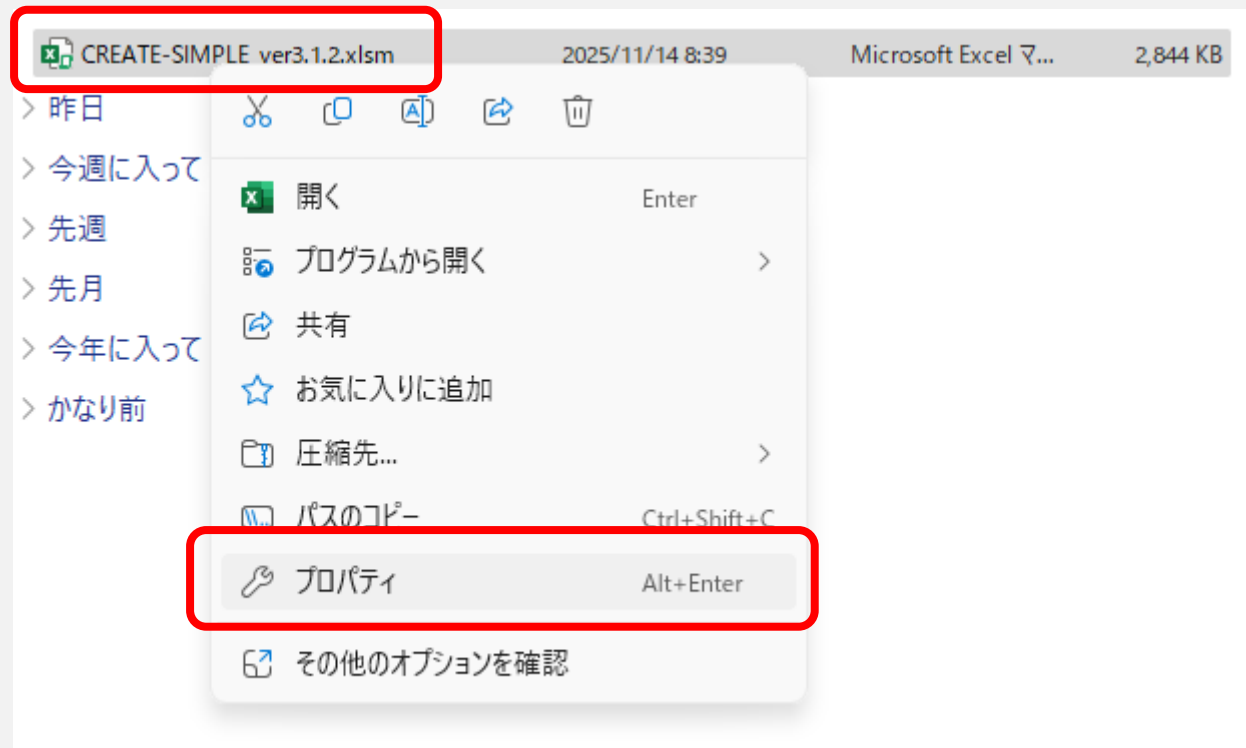 CREATE-SIMPLE ver3.1.2.xlsm 2025/11/14 8:39 Microsoft Excel マ... 2,844 KB
昨日
今週に入って
先週
先月
今年に入って
かなり前
開く Enter
プログラムから開く
共有
お気に入りに追加
圧縮先...
パスのコピー Ctrl+Shift+C
プロパティ Alt+Enter
その他のオプションを確認